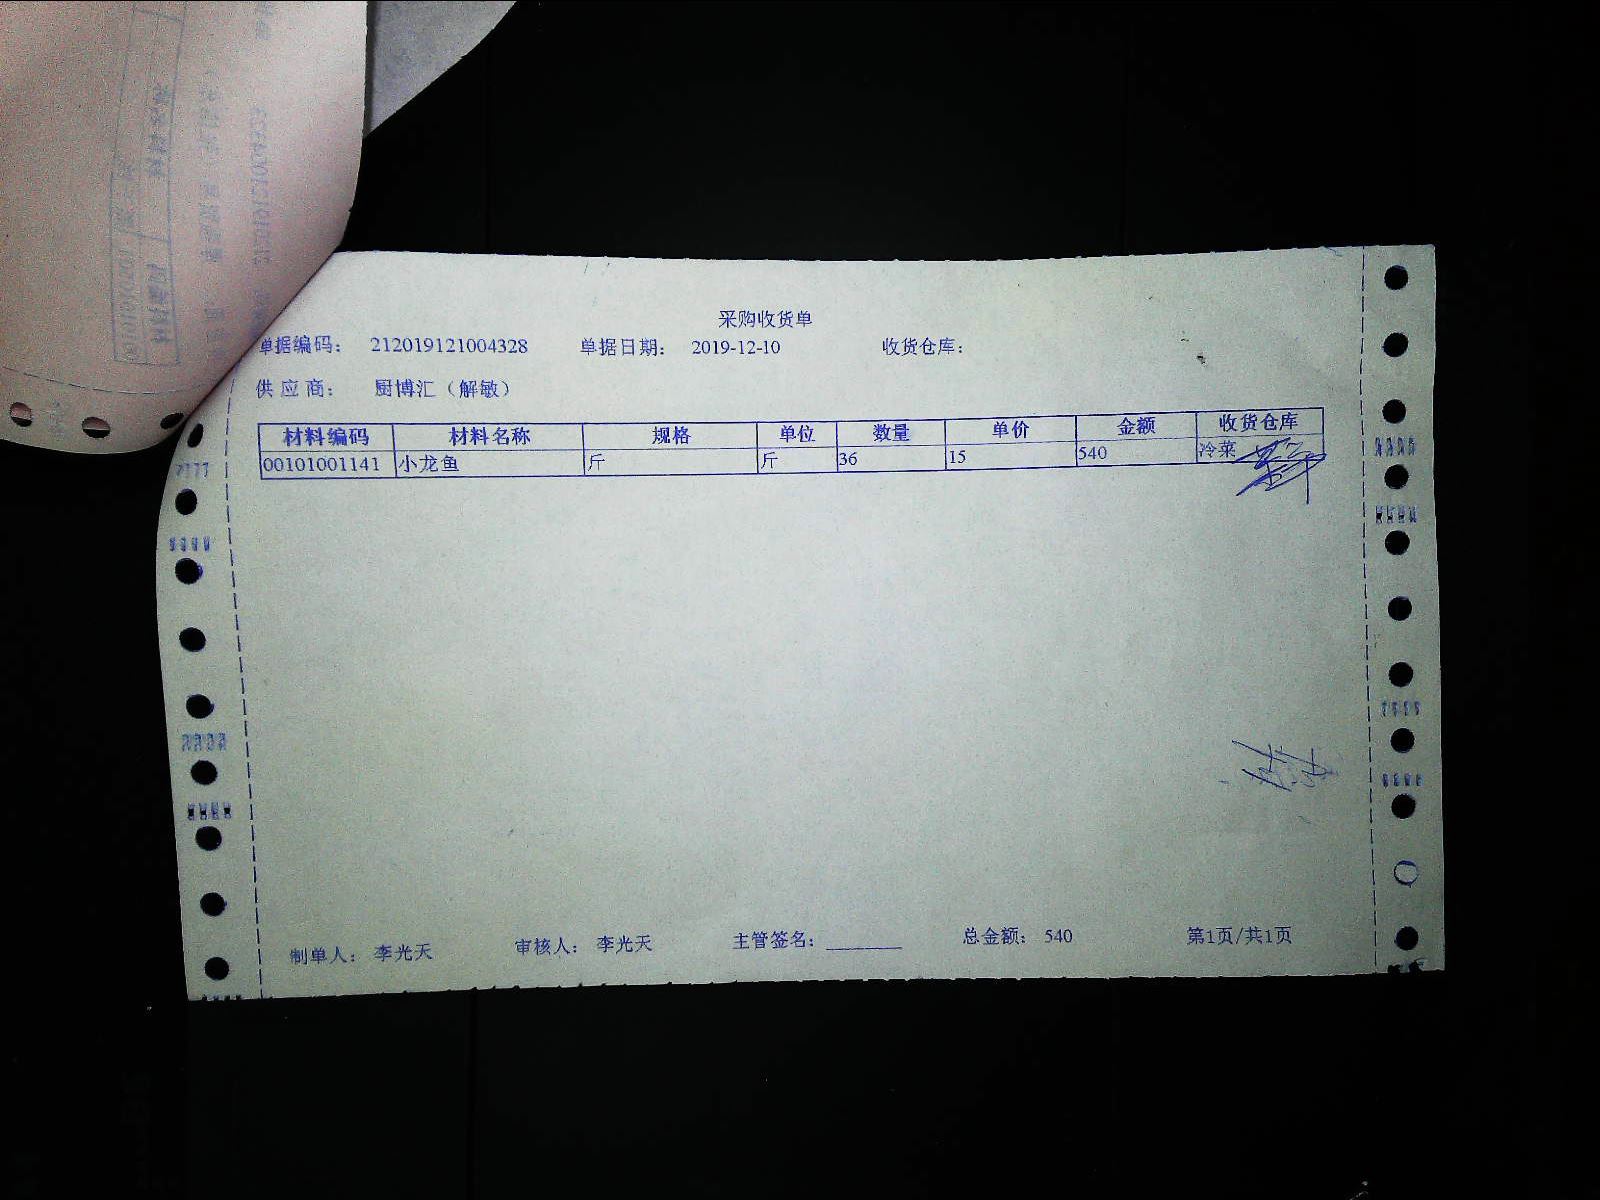 采购收货单
单据编码： 212019121004328 单据日期： 2019-12-10 收货仓库：
供应商： 厨博汇（解敏）
材料编码 材料名称 规格 单位 数量 单价 金额 收货仓库
00101001141 小龙鱼 斤 斤 36 15 540 冷菜
制单人： 李光天 审核人： 李光天 主管签名：________ 总金额： 540 第1页/共1页